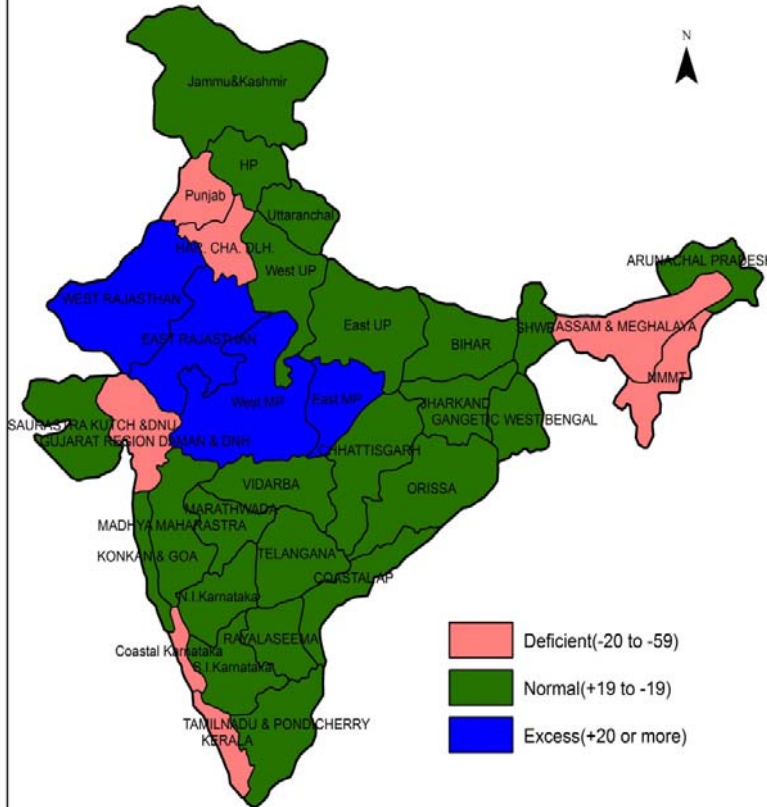 N
Jammu&Kashmir
HP
Punjab
Uttaranchal
HAR. CHA. DLH.
West UP
ARUNACHAL PRADESH
WEST RAJASTHAN
EAST RAJASTHAN
East UP
SHWB
ASSAM & MEGHALAYA
BIHAR
NMMT
West MP
East MP
JHARKAND
SAURASTRA KUTCH &DNU
GANGETIC WEST BENGAL
GUJARAT REGION DAMAN & DNH
CHHATTISGARH
VIDARBA
ORISSA
MARATHWADA
MADHYA MAHARASTRA
KONKAN & GOA
TELANGANA
COASTAL AP
N.I.Karnataka
RAYALASEEMA
Coastal Karnataka
S.I.Karnataka
TAMILNADU & PONDICHERRY
KERALA
Deficient(-20 to -59)
Normal(+19 to -19)
Excess(+20 or more)